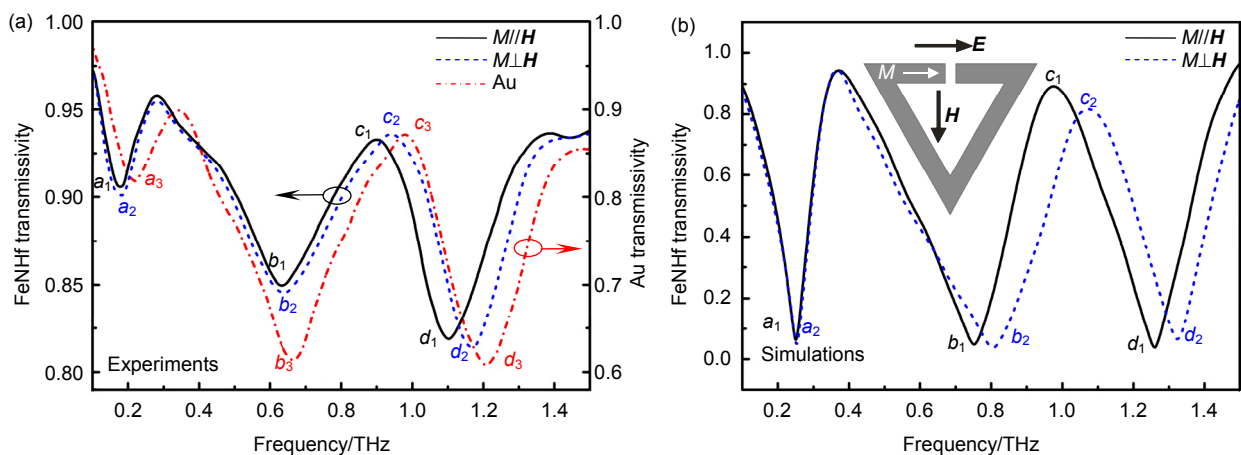 (a)
1.00
0.95
0.90
0.85
0.80
FeNHf transmissivity
M//H
M⊥H
Au
a1
a2
a3
b1
b2
b3
c1
c2
c3
d1
d2
d3
Experiments
1.0
0.9
0.8
0.7
0.6
Au transmissivity
0.2 0.4 0.6 0.8 1.0 1.2 1.4
Frequency/THz
(b)
1.0
0.8
0.6
0.4
0.2
0.0
FeNHf transmissivity
E
M
H
M//H
M⊥H
a1
a2
b1
b2
c1
c2
d1
d2
Simulations
0.2 0.4 0.6 0.8 1.0 1.2 1.4
Frequency/THz